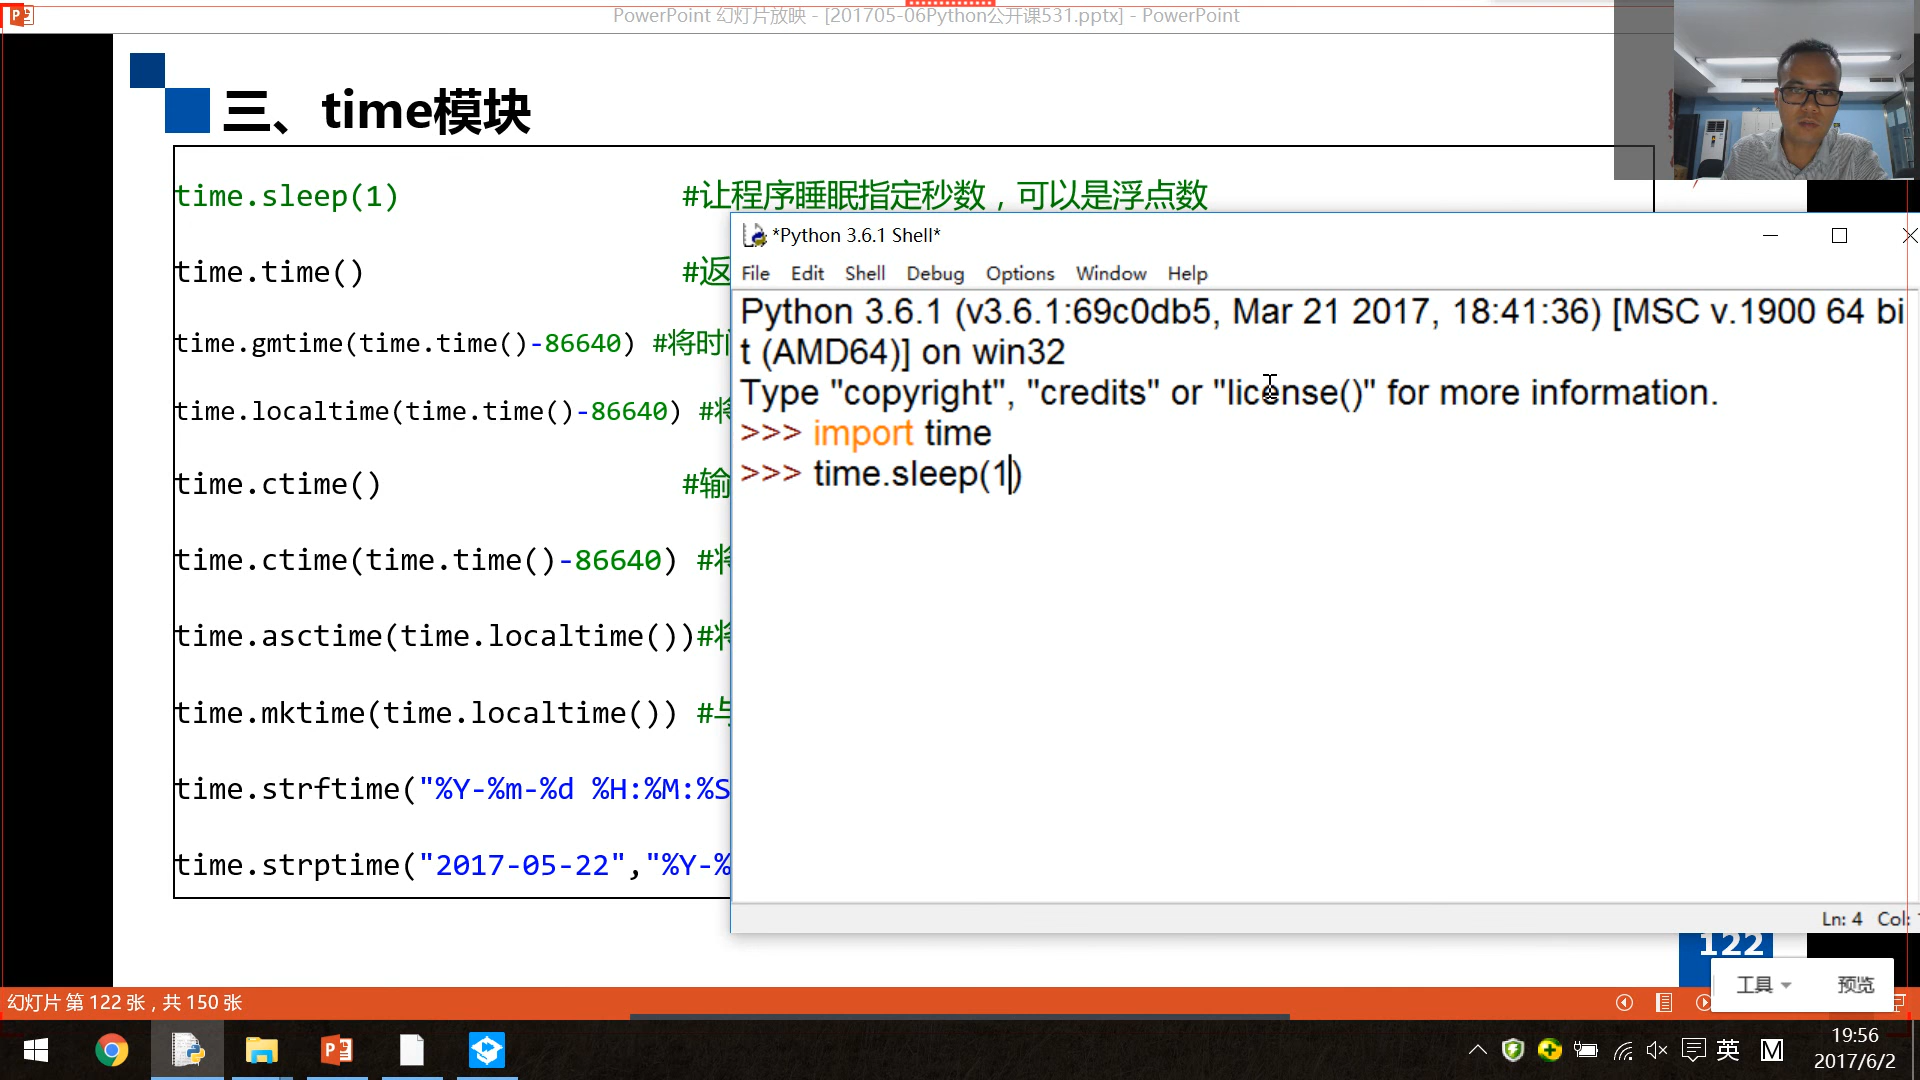 PowerPoint 幻灯片放映 - [201705-06Python公开课531.pptx] - PowerPoint
三、time模块
time.sleep(1) #让程序睡眠指定秒数，可以是浮点数
time.time() #返
time.gmtime(time.time()-86640) #将时
time.localtime(time.time()-86640) #将
time.ctime() #输
time.ctime(time.time()-86640) #将
time.asctime(time.localtime())#将
time.mktime(time.localtime()) #与
time.strftime("%Y-%m-%d %H:%M:%S
time.strptime("2017-05-22","%Y-%
*Python 3.6.1 Shell*
File Edit Shell Debug Options Window Help
Python 3.6.1 (v3.6.1:69c0db5, Mar 21 2017, 18:41:36) [MSC v.1900 64 bi
t (AMD64)] on win32
Type "copyright", "credits" or "license()" for more information.
>>> import time
>>> time.sleep(1)
Ln: 4 Col:
122
工具 预览
幻灯片 第 122 张，共 150 张
英
19:56
2017/6/2